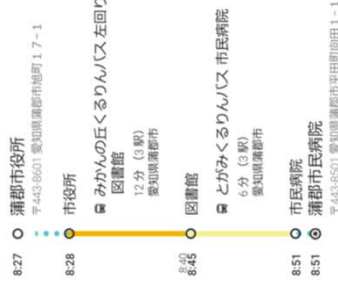 8:27 蒲郡市役所
〒443-8601 愛知県蒲郡市旭町17-1
8:28 市役所
みかんの丘くるりんバス 左回り
図書館
12分 (3駅)
愛知県蒲郡市
8:40
8:45 図書館
とがみくるりんバス 市民病院
6分 (3駅)
愛知県蒲郡市
8:51 市民病院
8:51 蒲郡市民病院
〒443-8501 愛知県蒲郡市平田町向田1-1